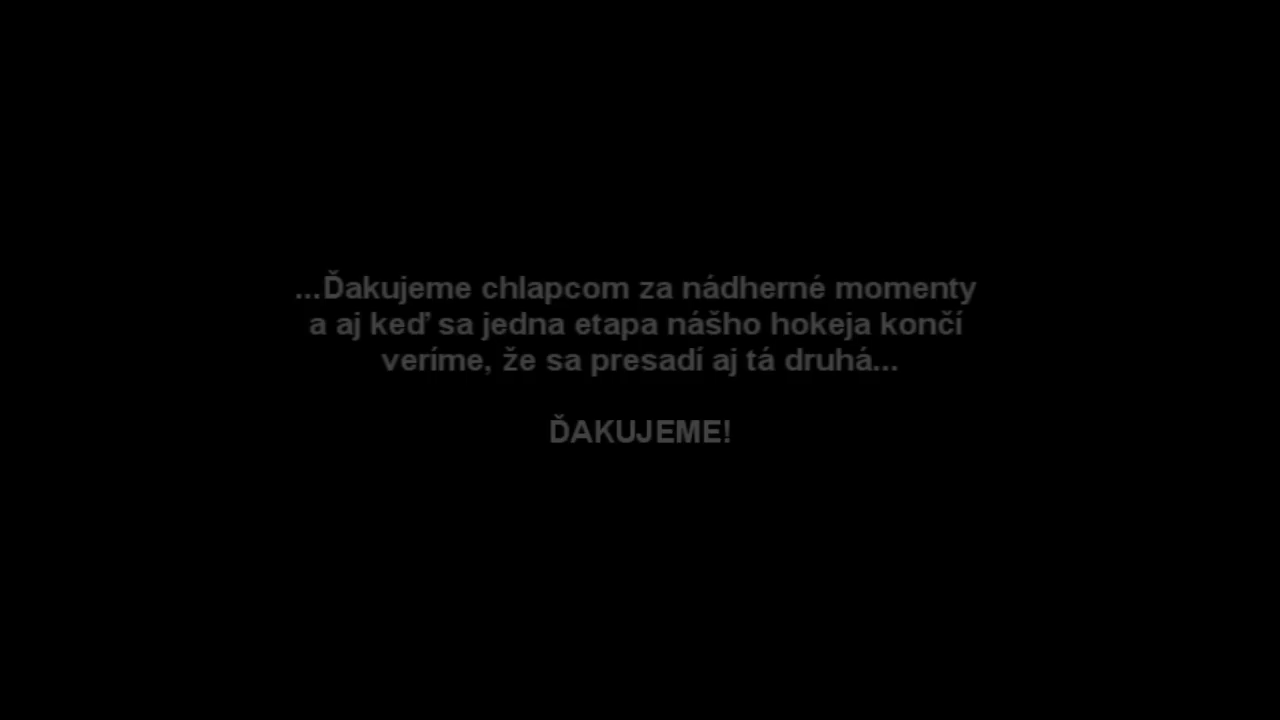 ...Ďakujeme chlapcom za nádherné momenty
a aj keď sa jedna etapa nášho hokeja končí
veríme, že sa presadí aj tá druhá...
ĎAKUJEME!